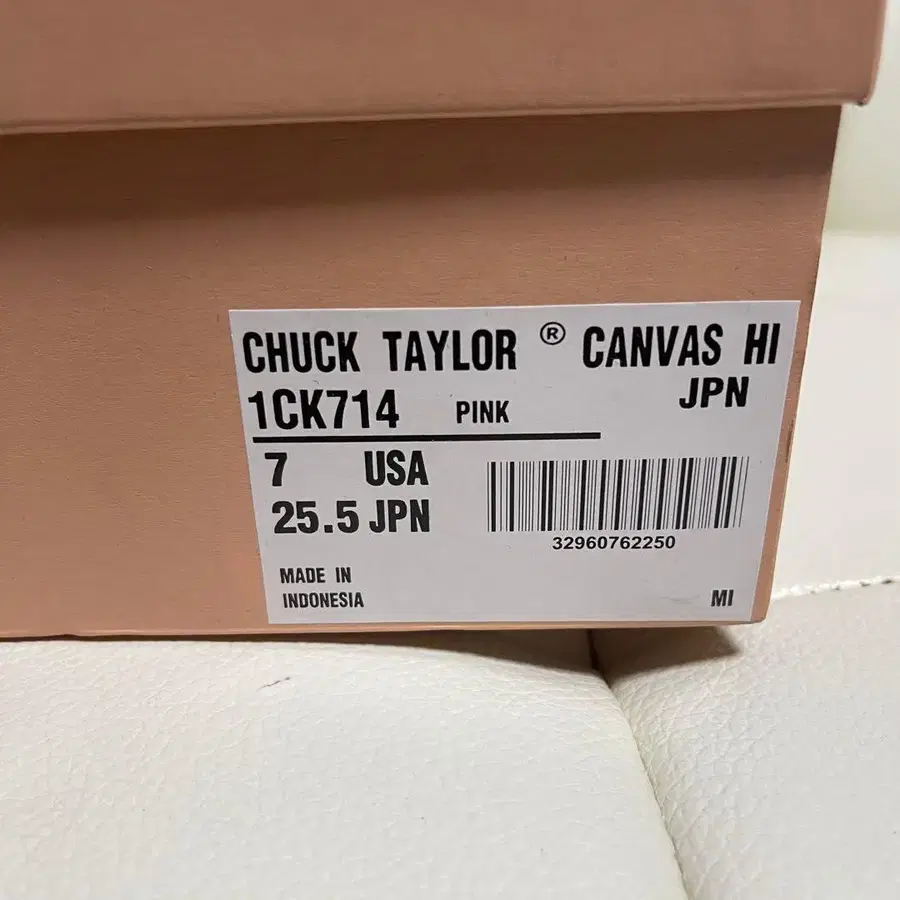 CHUCK TAYLOR ® CANVAS HI
1CK714 PINK JPN
7 USA
25.5 JPN
32960762250
MADE IN
INDONESIA
MI